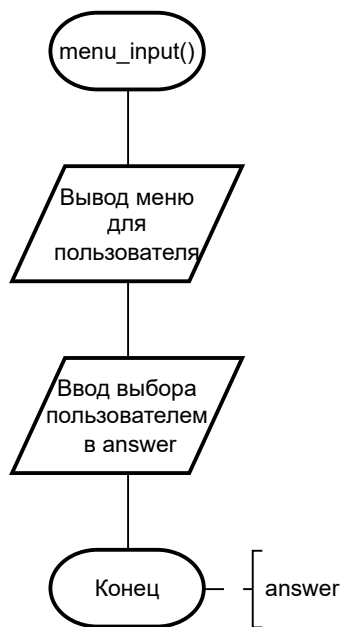 menu_input()
Вывод меню
для
пользователя
Ввод выбора
пользователем
в answer
Конец
answer